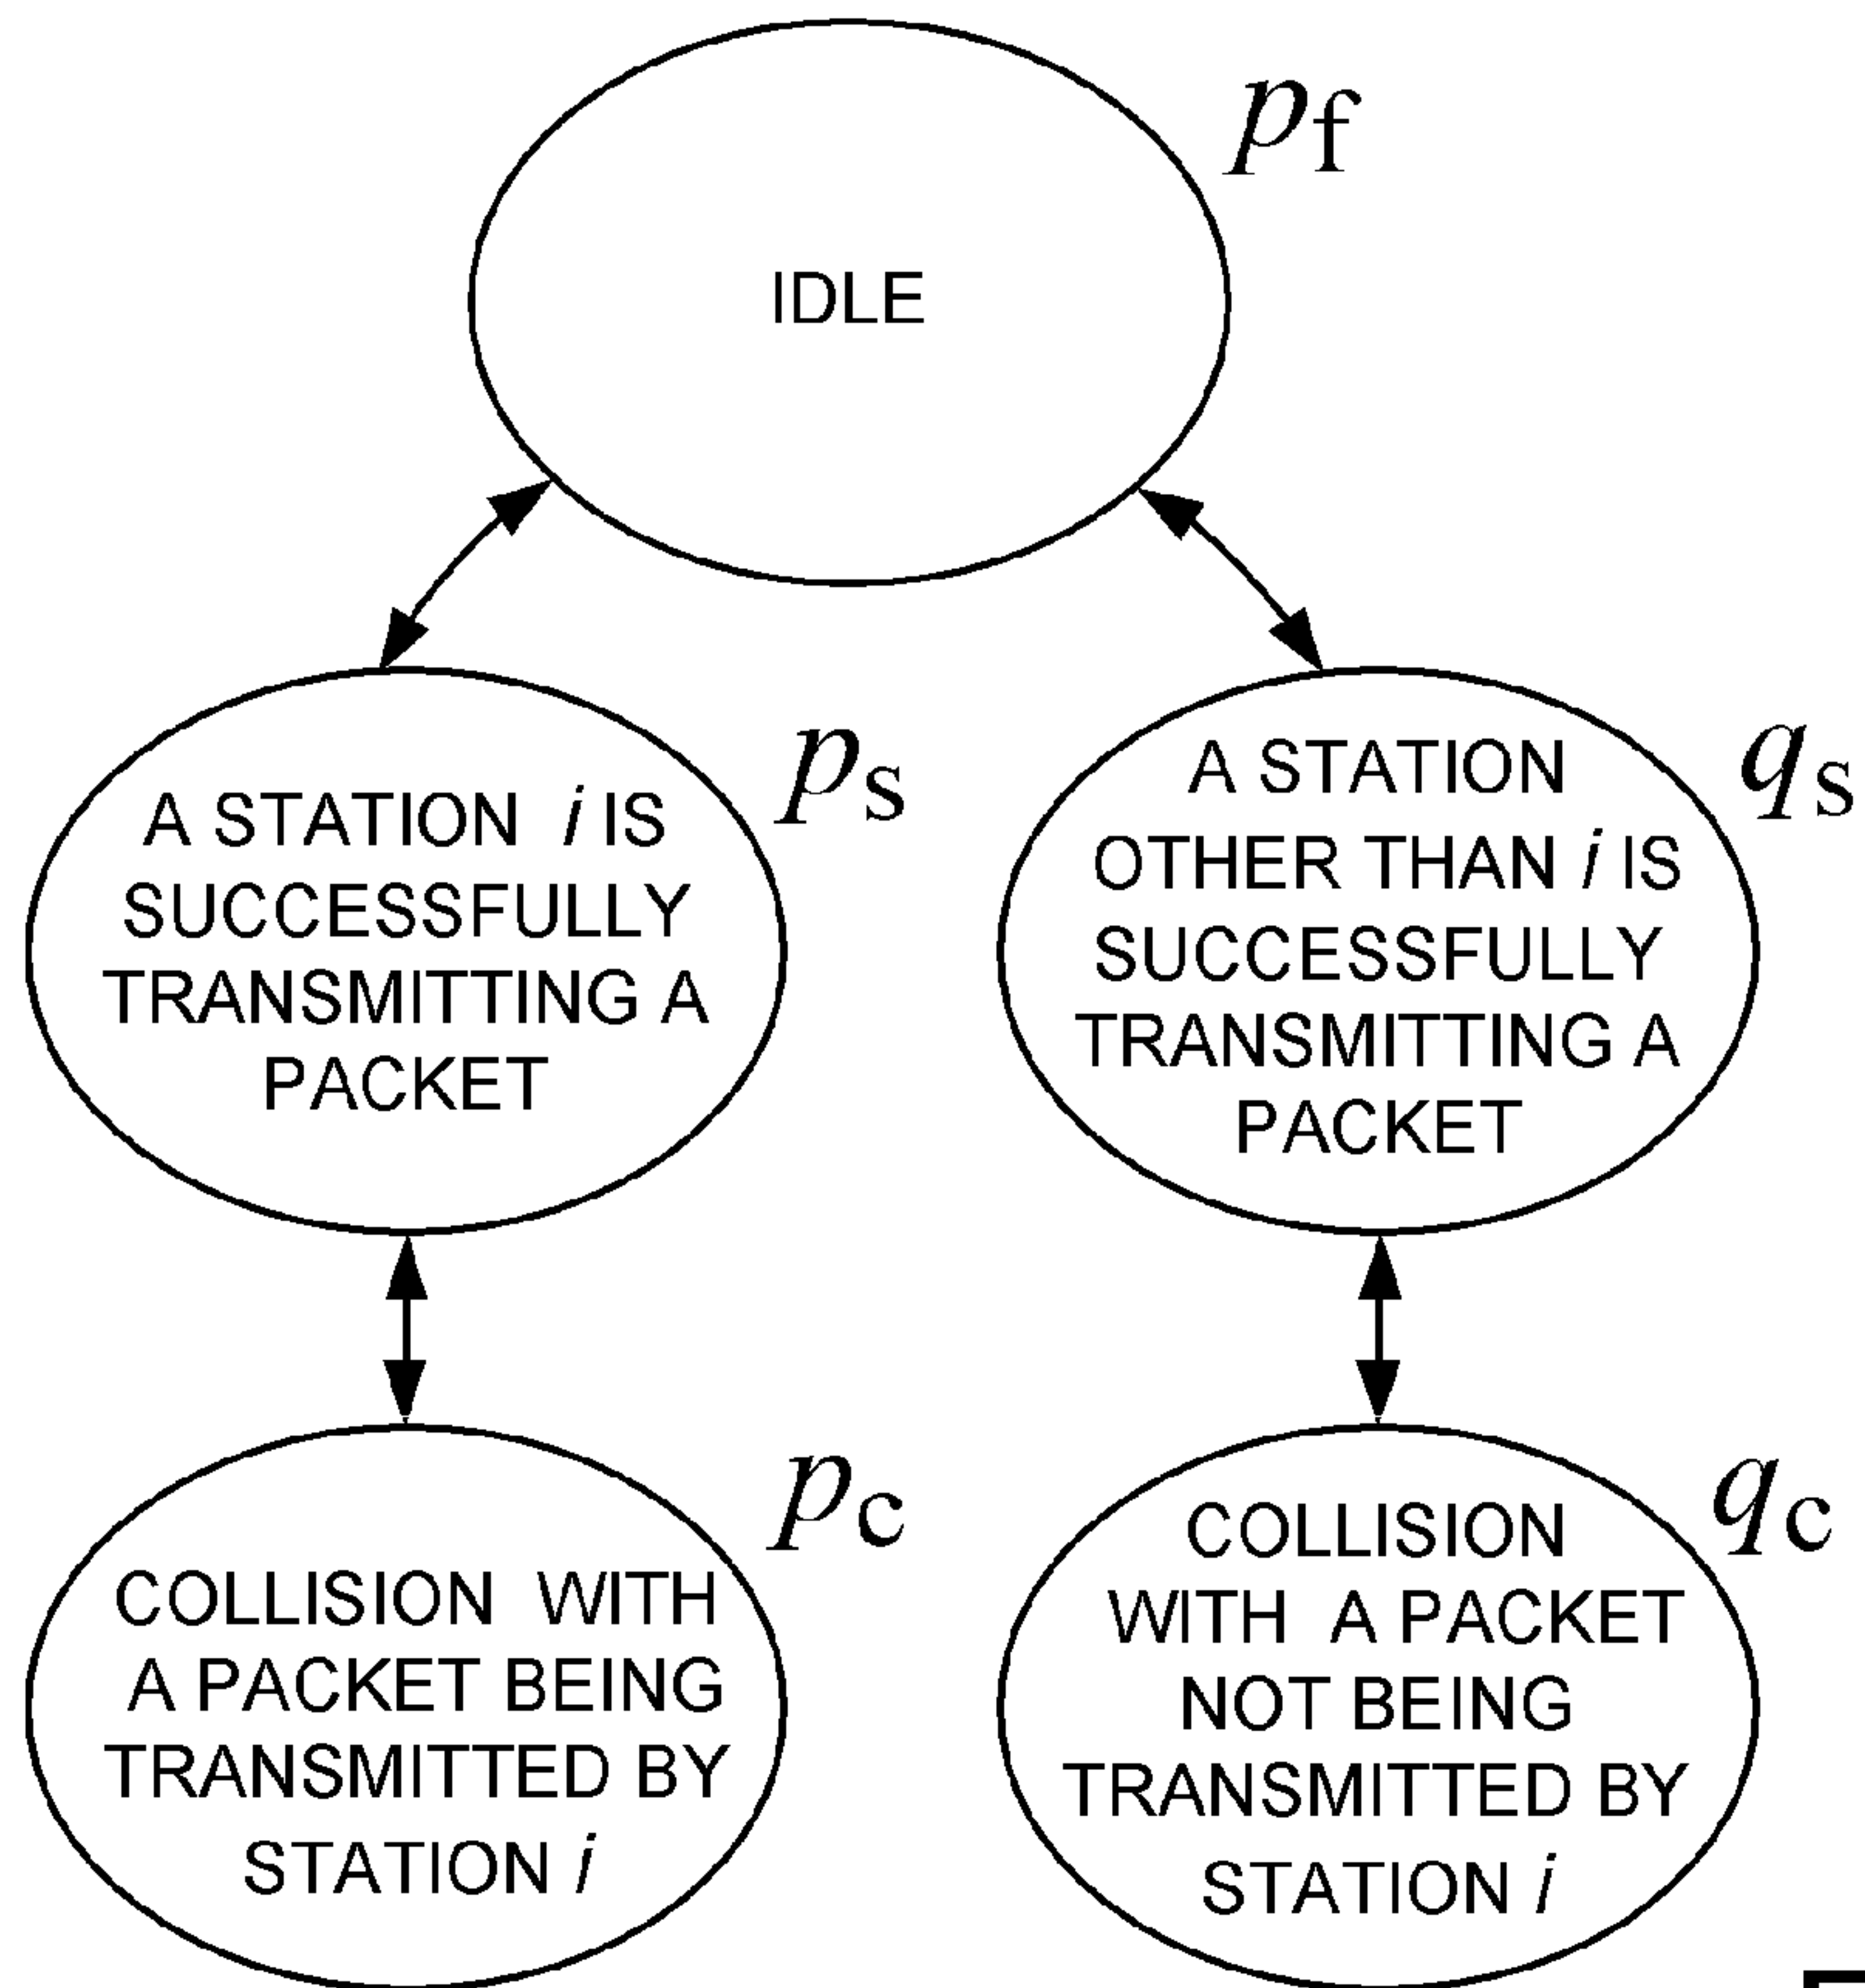 p_f
IDLE
p_s
A STATION i IS
SUCCESSFULLY
TRANSMITTING A
PACKET
q_s
A STATION
OTHER THAN i IS
SUCCESSFULLY
TRANSMITTING A
PACKET
p_c
COLLISION WITH
A PACKET BEING
TRANSMITTED BY
STATION i
q_c
COLLISION
WITH A PACKET
NOT BEING
TRANSMITTED BY
STATION i